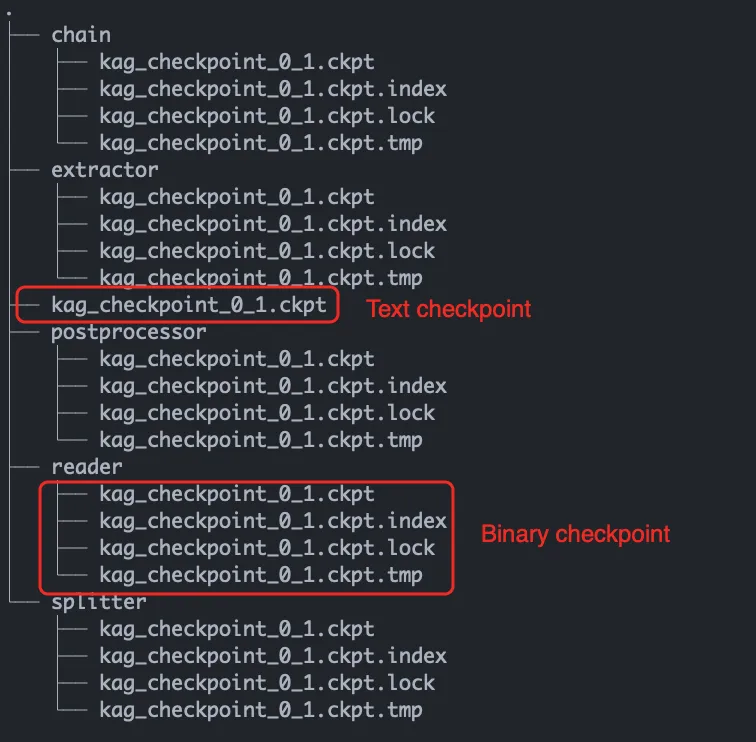 .
chain
kag_checkpoint_0_1.ckpt
kag_checkpoint_0_1.ckpt.index
kag_checkpoint_0_1.ckpt.lock
kag_checkpoint_0_1.ckpt.tmp
extractor
kag_checkpoint_0_1.ckpt
kag_checkpoint_0_1.ckpt.index
kag_checkpoint_0_1.ckpt.lock
kag_checkpoint_0_1.ckpt.tmp
kag_checkpoint_0_1.ckpt Text checkpoint
postprocessor
kag_checkpoint_0_1.ckpt
kag_checkpoint_0_1.ckpt.index
kag_checkpoint_0_1.ckpt.lock
kag_checkpoint_0_1.ckpt.tmp
reader
kag_checkpoint_0_1.ckpt
kag_checkpoint_0_1.ckpt.index
Binary checkpoint
kag_checkpoint_0_1.ckpt.lock
kag_checkpoint_0_1.ckpt.tmp
splitter
kag_checkpoint_0_1.ckpt
kag_checkpoint_0_1.ckpt.index
kag_checkpoint_0_1.ckpt.lock
kag_checkpoint_0_1.ckpt.tmp